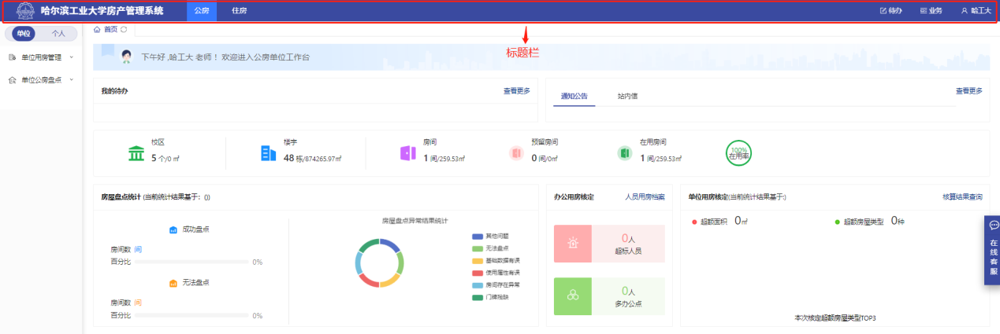 哈尔滨工业大学房产管理系统 公房 住房 待办 业务 哈工大
单位 个人 首页
标题栏
单位用房管理
单位公房盘点
下午好 ,哈工大 老师！ 欢迎进入公房单位工作台
我的待办 查看更多
通知公告 站内信 查看更多
校区
5 个/0 ㎡
楼宇
48 栋/874265.97㎡
房间
1 间/259.53㎡
预留房间
0 间/0㎡
在用房间
1 间/259.53㎡
100%
在用率
房屋盘点统计 (当前统计结果基于：())
成功盘点
房间数 间
百分比 0%
无法盘点
房间数 间
百分比 0%
房屋盘点异常结果统计
其他问题
无法盘点
基础数据有误
使用属性有误
房间存在异常
门牌残缺
办公用房核定 人员用房档案
0人
超标人员
0人
多办公点
单位用房核定(当前统计结果基于:) 核算结果查询
超额面积 0㎡ 超额房屋类型 0种
本次核定超额房屋类型TOP3
在线客服